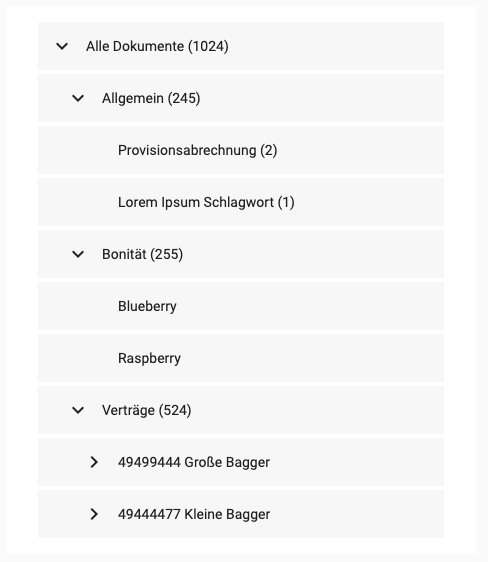 Alle Dokumente (1024)
Allgemein (245)
Provisionsabrechnung (2)
Lorem Ipsum Schlagwort (1)
Bonität (255)
Blueberry
Raspberry
Verträge (524)
49499444 Große Bagger
49444477 Kleine Bagger